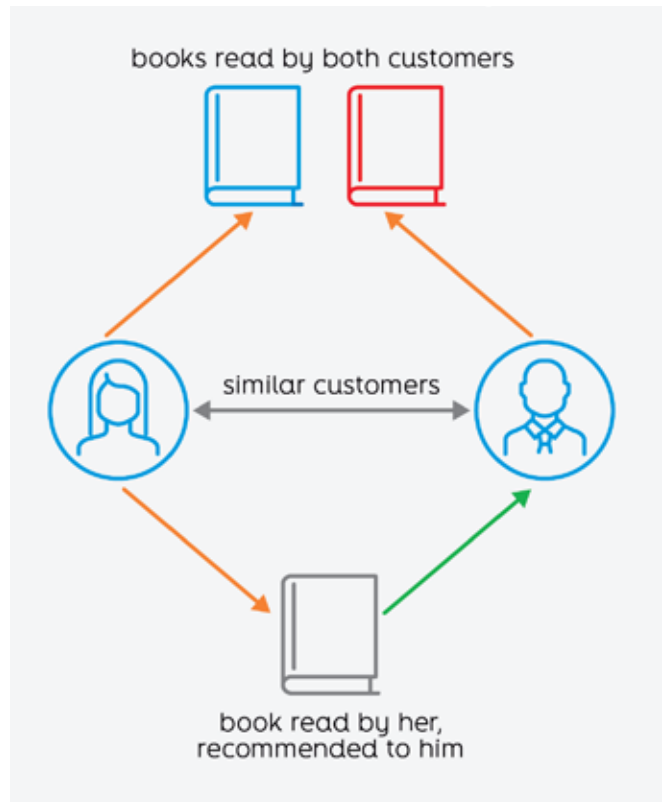 books read by both customers
similar customers
book read by her,
recommended to him